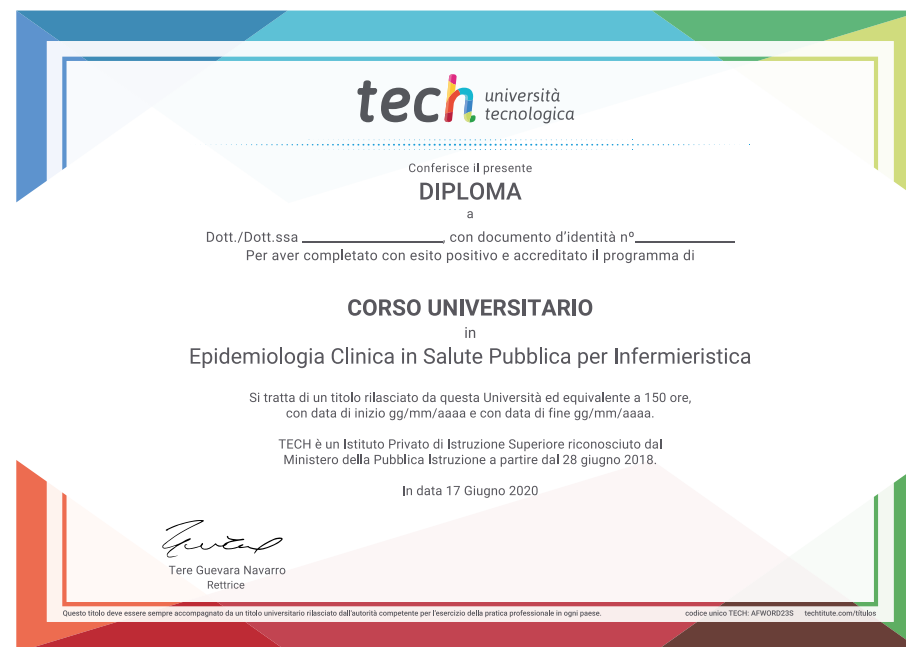 tech università
tecnologica
Conferisce il presente
DIPLOMA
a
Dott./Dott.ssa ____________________, con documento d'identità nº______________
Per aver completato con esito positivo e accreditato il programma di
CORSO UNIVERSITARIO
in
Epidemiologia Clinica in Salute Pubblica per Infermieristica
Si tratta di un titolo rilasciato da questa Università ed equivalente a 150 ore,
con data di inizio gg/mm/aaaa e con data di fine gg/mm/aaaa.
TECH è un Istituto Privato di Istruzione Superiore riconosciuto dal
Ministero della Pubblica Istruzione a partire dal 28 giugno 2018.
In data 17 Giugno 2020
Tere Guevara Navarro
Rettrice
Questo titolo deve essere sempre accompagnato da un titolo universitario rilasciato dall'autorità competente per l'esercizio della pratica professionale in ogni paese. codice unico TECH: AFWORD23S techtitute.com/títulos